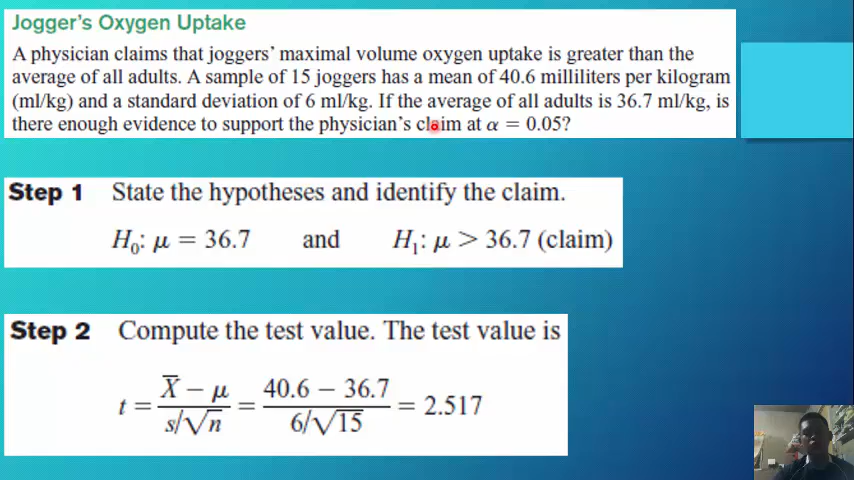 Jogger's Oxygen Uptake
A physician claims that joggers' maximal volume oxygen uptake is greater than the
average of all adults. A sample of 15 joggers has a mean of 40.6 milliliters per kilogram
(ml/kg) and a standard deviation of 6 ml/kg. If the average of all adults is 36.7 ml/kg, is
there enough evidence to support the physician's claim at α = 0.05?
Step 1 State the hypotheses and identify the claim.
H₀: μ = 36.7 and H₁: μ > 36.7 (claim)
Step 2 Compute the test value. The test value is
t = (X̄ − μ)/(s/√n) = (40.6 − 36.7)/(6/√15) = 2.517